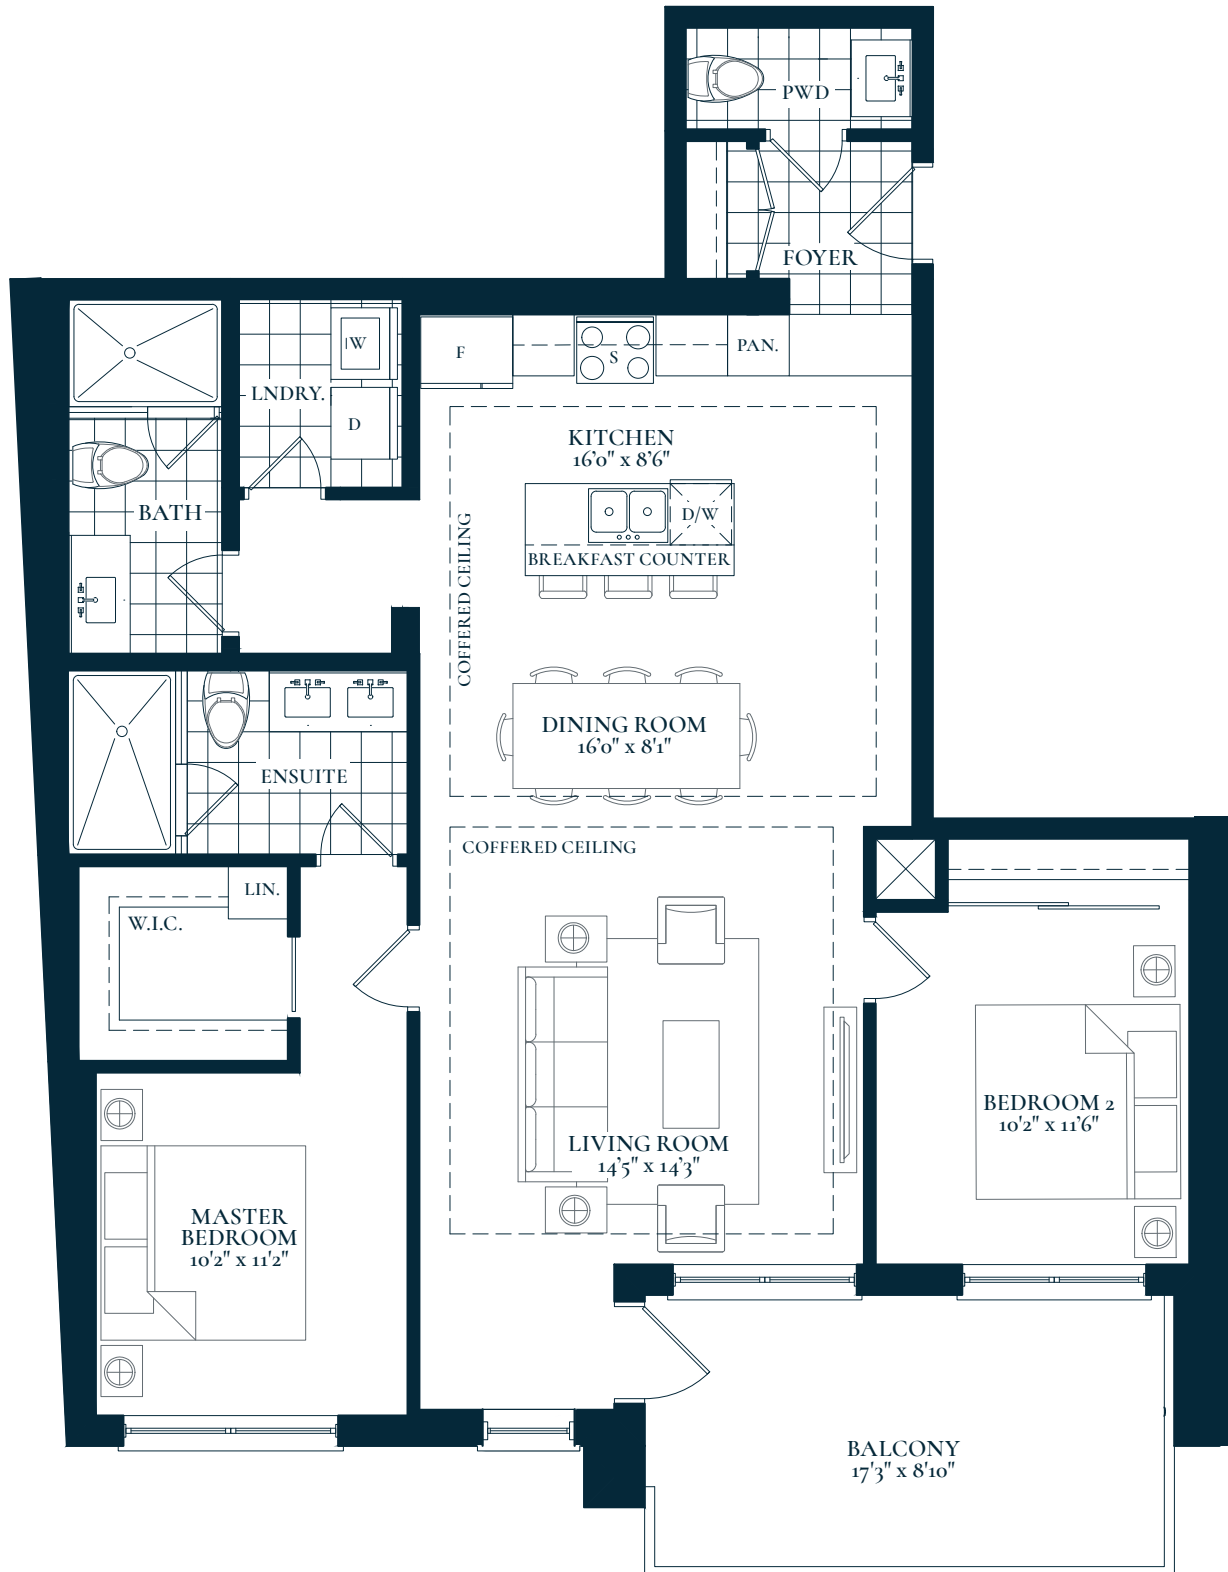 PWD
FOYER
W
LNDRY.
D
F
S
PAN.
KITCHEN
16'0" x 8'6"
BATH
D/W
BREAKFAST COUNTER
COFFERED CEILING
DINING ROOM
16'0" x 8'1"
ENSUITE
COFFERED CEILING
LIN.
W.I.C.
BEDROOM 2
10'2" x 11'6"
LIVING ROOM
14'5" x 14'3"
MASTER
BEDROOM
10'2" x 11'2"
BALCONY
17'3" x 8'10"